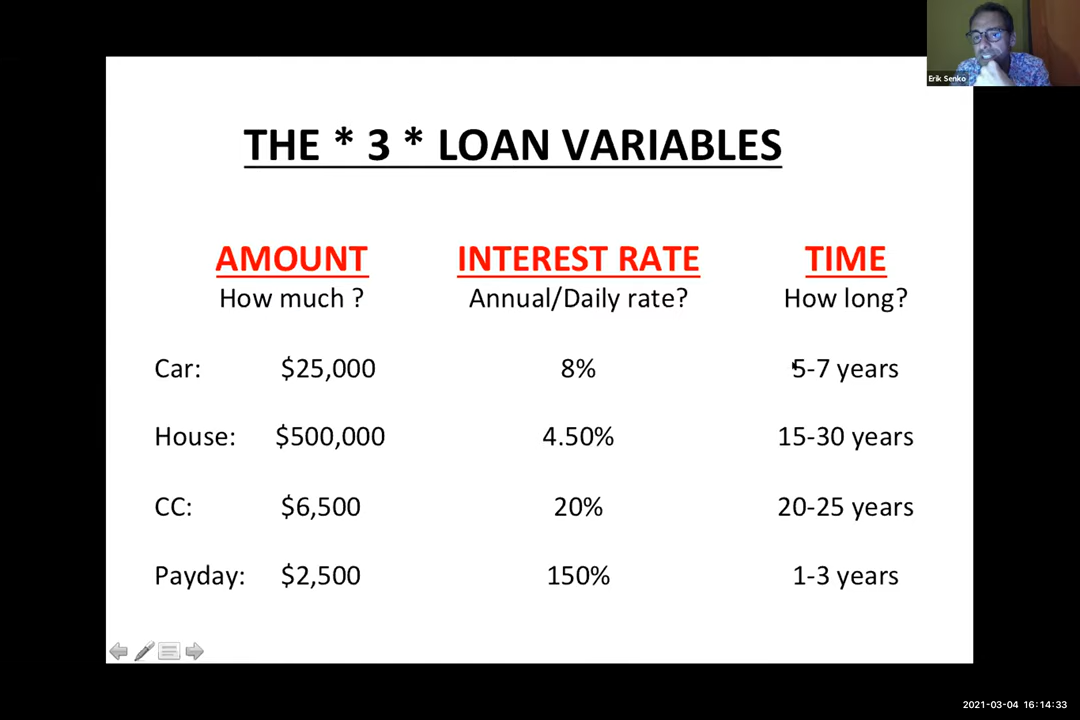 Erik Senko
THE * 3 * LOAN VARIABLES
AMOUNT INTEREST RATE TIME
How much ? Annual/Daily rate? How long?
Car: $25,000 8% 5-7 years
House: $500,000 4.50% 15-30 years
CC: $6,500 20% 20-25 years
Payday: $2,500 150% 1-3 years
2021-03-04 16:14:33